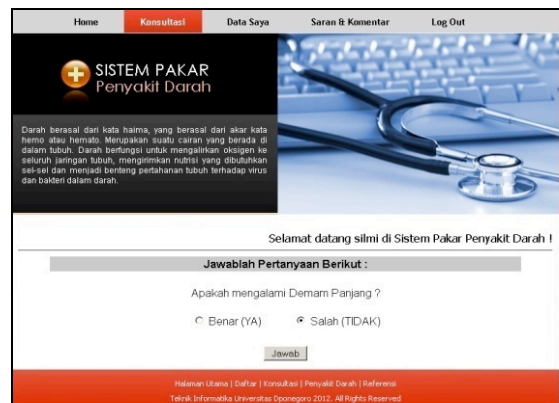 Home Konsultasi Data Saya Saran & Komentar Log Out
SISTEM PAKAR
Penyakit Darah
Darah berasal dari kata haima, yang berasal dari akar kata
hemo atau hemato. Merupakan suatu cairan yang berada di
dalam tubuh. Darah berfungsi untuk mengalirkan oksigen ke
seluruh jaringan tubuh, mengirimkan nutrisi yang dibutuhkan
sel-sel dan menjadi benteng pertahanan tubuh terhadap virus
dan bakteri dalam darah.
Selamat datang silmi di Sistem Pakar Penyakit Darah !
Jawablah Pertanyaan Berikut :
Apakah mengalami Demam Panjang ?
Benar (YA) Salah (TIDAK)
Jawab
Halaman Utama | Daftar | Konsultasi | Penyakit Darah | Referensi
Teknik Informatika Universitas Dponegoro 2012. All Rights Reserved